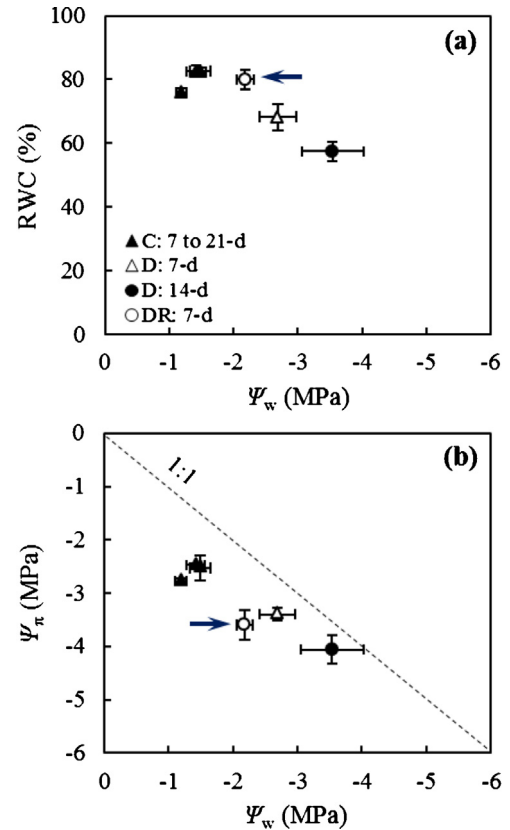 100
(a)
80
60
RWC (%)
40
C: 7 to 21-d
D: 7-d
20
D: 14-d
DR: 7-d
0
0 -1 -2 -3 -4 -5 -6
Ψw (MPa)
0
(b)
1:1
-1
-2
-3
Ψπ (MPa)
-4
-5
-6
0 -1 -2 -3 -4 -5 -6
Ψw (MPa)